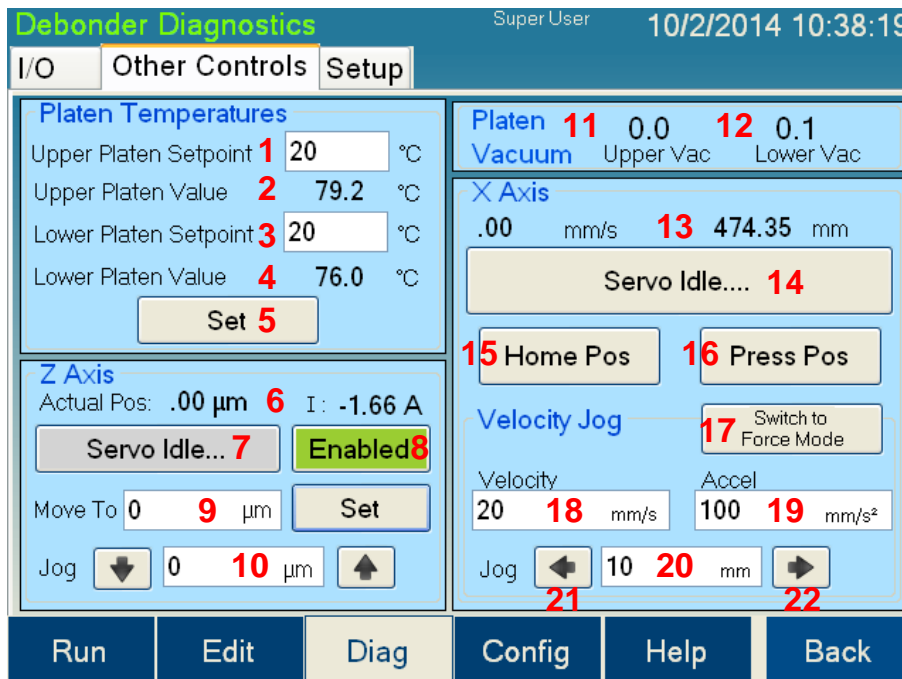 Debonder Diagnostics Super User 10/2/2014 10:38:19
I/O Other Controls Setup
Platen Temperatures
Upper Platen Setpoint 1 20 °C
Upper Platen Value 2 79.2 °C
Lower Platen Setpoint 3 20 °C
Lower Platen Value 4 76.0 °C
Set 5
Z Axis
Actual Pos: .00 µm 6 I: -1.66 A
Servo Idle... 7 Enabled 8
Move To 0 9 µm Set
Jog 0 10 µm
Platen Vacuum 11 0.0 Upper Vac 12 0.1 Lower Vac
X Axis
.00 mm/s 13 474.35 mm
Servo Idle.... 14
15 Home Pos 16 Press Pos
Velocity Jog 17 Switch to Force Mode
Velocity Accel
20 18 mm/s 100 19 mm/s²
Jog 10 20 mm
21 22
Run Edit Diag Config Help Back